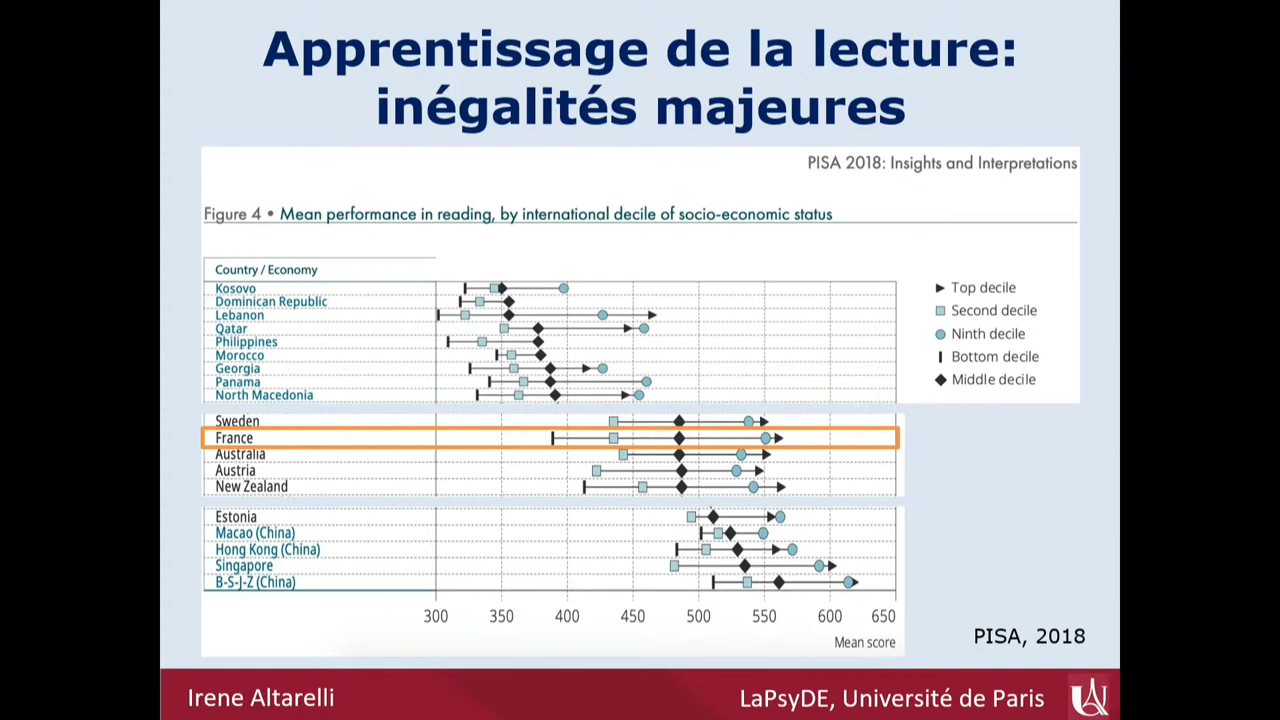 Apprentissage de la lecture:
inégalités majeures
PISA 2018: Insights and Interpretations
Figure 4 • Mean performance in reading, by international decile of socio-economic status
Country / Economy
Kosovo
Dominican Republic
Lebanon
Qatar
Philippines
Morocco
Georgia
Panama
North Macedonia
Top decile
Second decile
Ninth decile
Bottom decile
Middle decile
Sweden
France
Australia
Austria
New Zealand
Estonia
Macao (China)
Hong Kong (China)
Singapore
B-S-J-Z (China)
300 350 400 450 500 550 600 650
Mean score
PISA, 2018
Irene Altarelli
LaPsyDE, Université de Paris